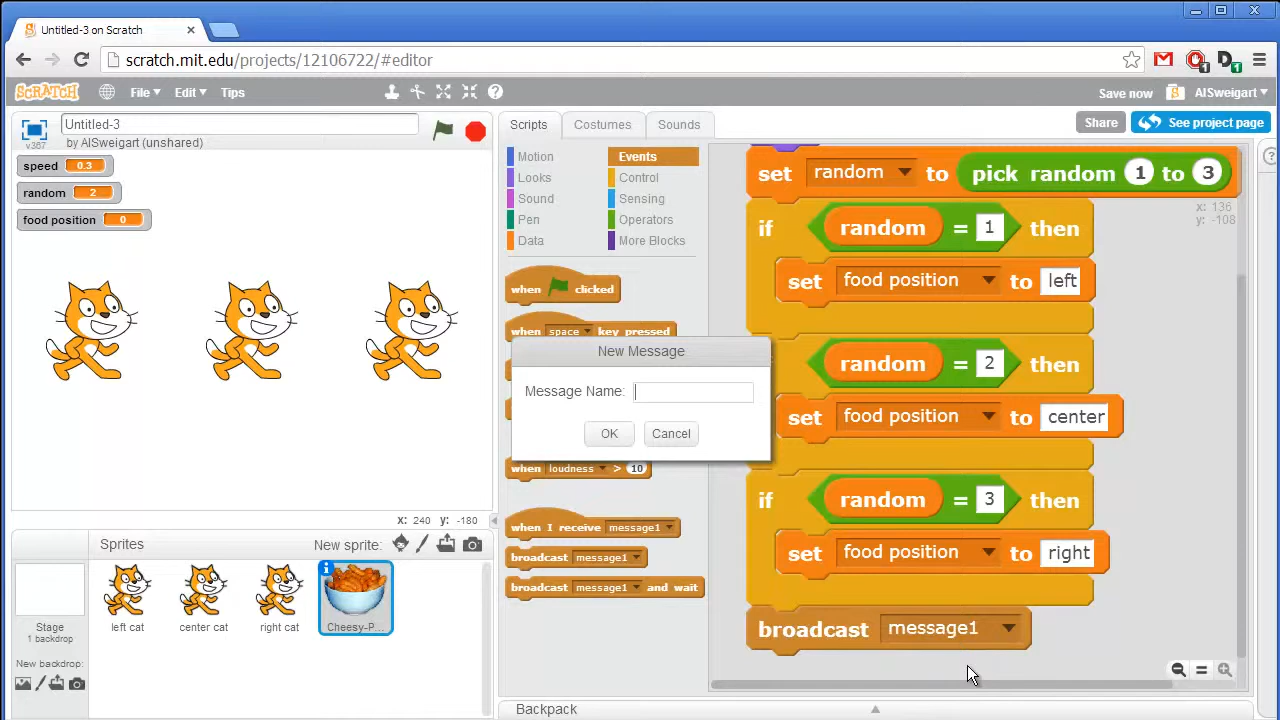 Untitled-3 on Scratch
scratch.mit.edu/projects/12106722/#editor
SCRATCH
File
Edit
Tips
Save now
AlSweigart
Untitled-3
by AlSweigart (unshared)
v387
Scripts
Costumes
Sounds
Share
See project page
speed 0.3
random 2
food position 0
Motion
Looks
Sound
Pen
Data
Events
Control
Sensing
Operators
More Blocks
when clicked
when space key pressed
when loudness > 10
when I receive message1
broadcast message1
broadcast message1 and wait
New Message
Message Name:
OK
Cancel
set random to pick random 1 to 3
if random = 1 then
set food position to left
random = 2 then
set food position to center
if random = 3 then
set food position to right
broadcast message1
x: 136
y: -108
x: 240 y: -180
Sprites
New sprite:
Stage
1 backdrop
New backdrop:
left cat
center cat
right cat
Cheesy-P...
Backpack